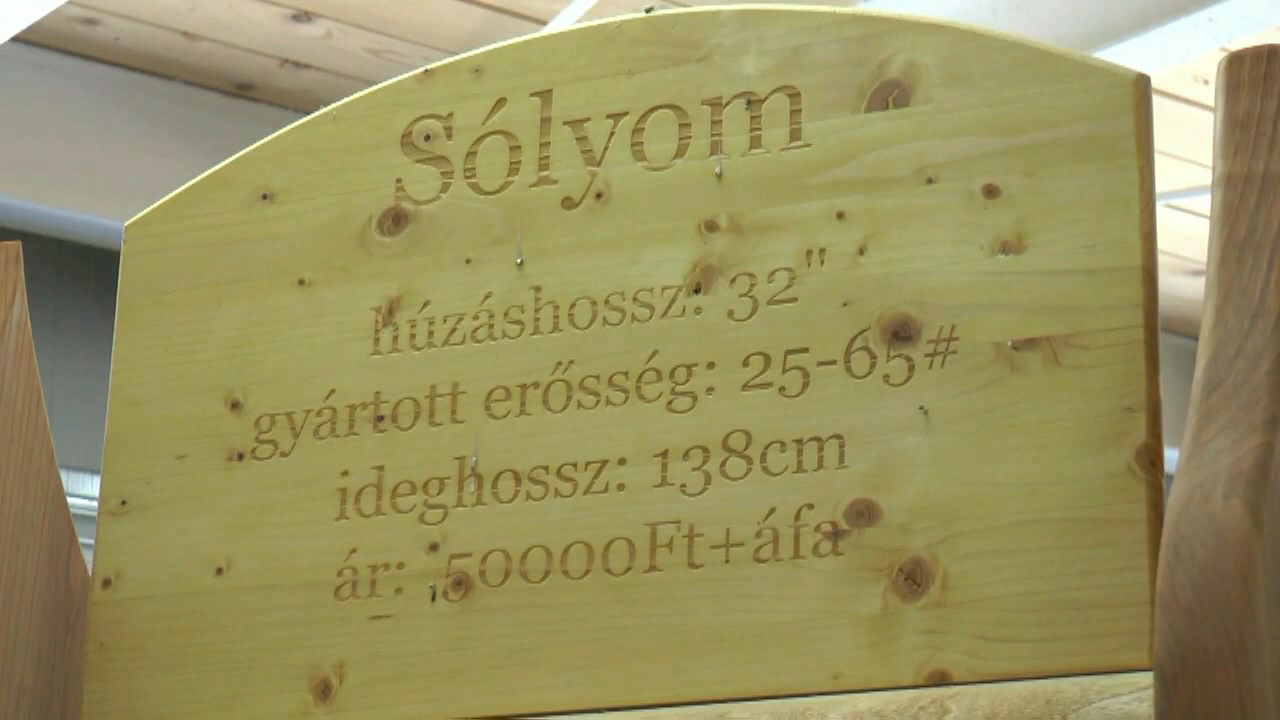 Sólyom
húzáshossz: 32"
gyártott erősség: 25-65#
ideghossz: 138cm
ár: 50000Ft+áfa